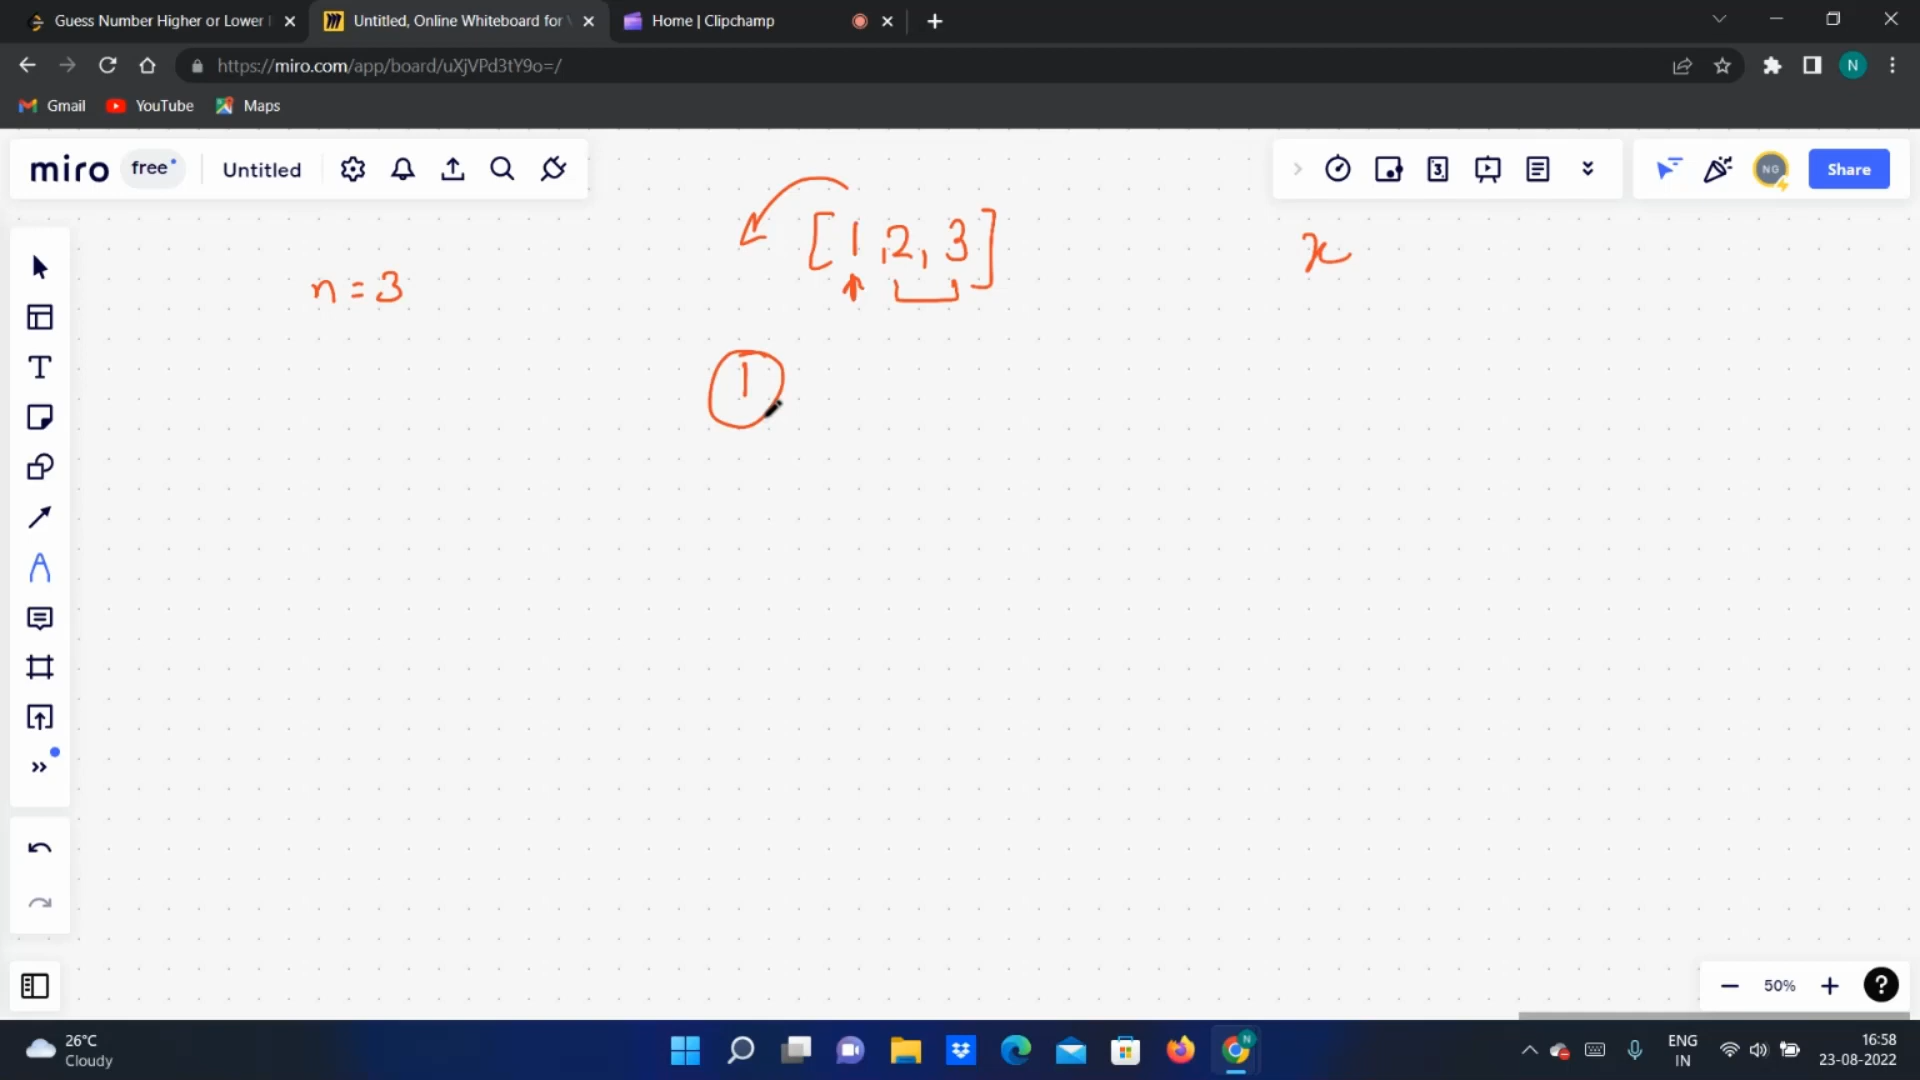 Guess Number Higher or Lower
Untitled, Online Whiteboard for
Home | Clipchamp
https://miro.com/app/board/uXjVPd3tY9o=/
N
Gmail
YouTube
Maps
miro
free
Untitled
3
NG
Share
[1,2,3]
x
n=3
1
T
50%
?
26°C
Cloudy
N
ENG
IN
16:58
23-08-2022